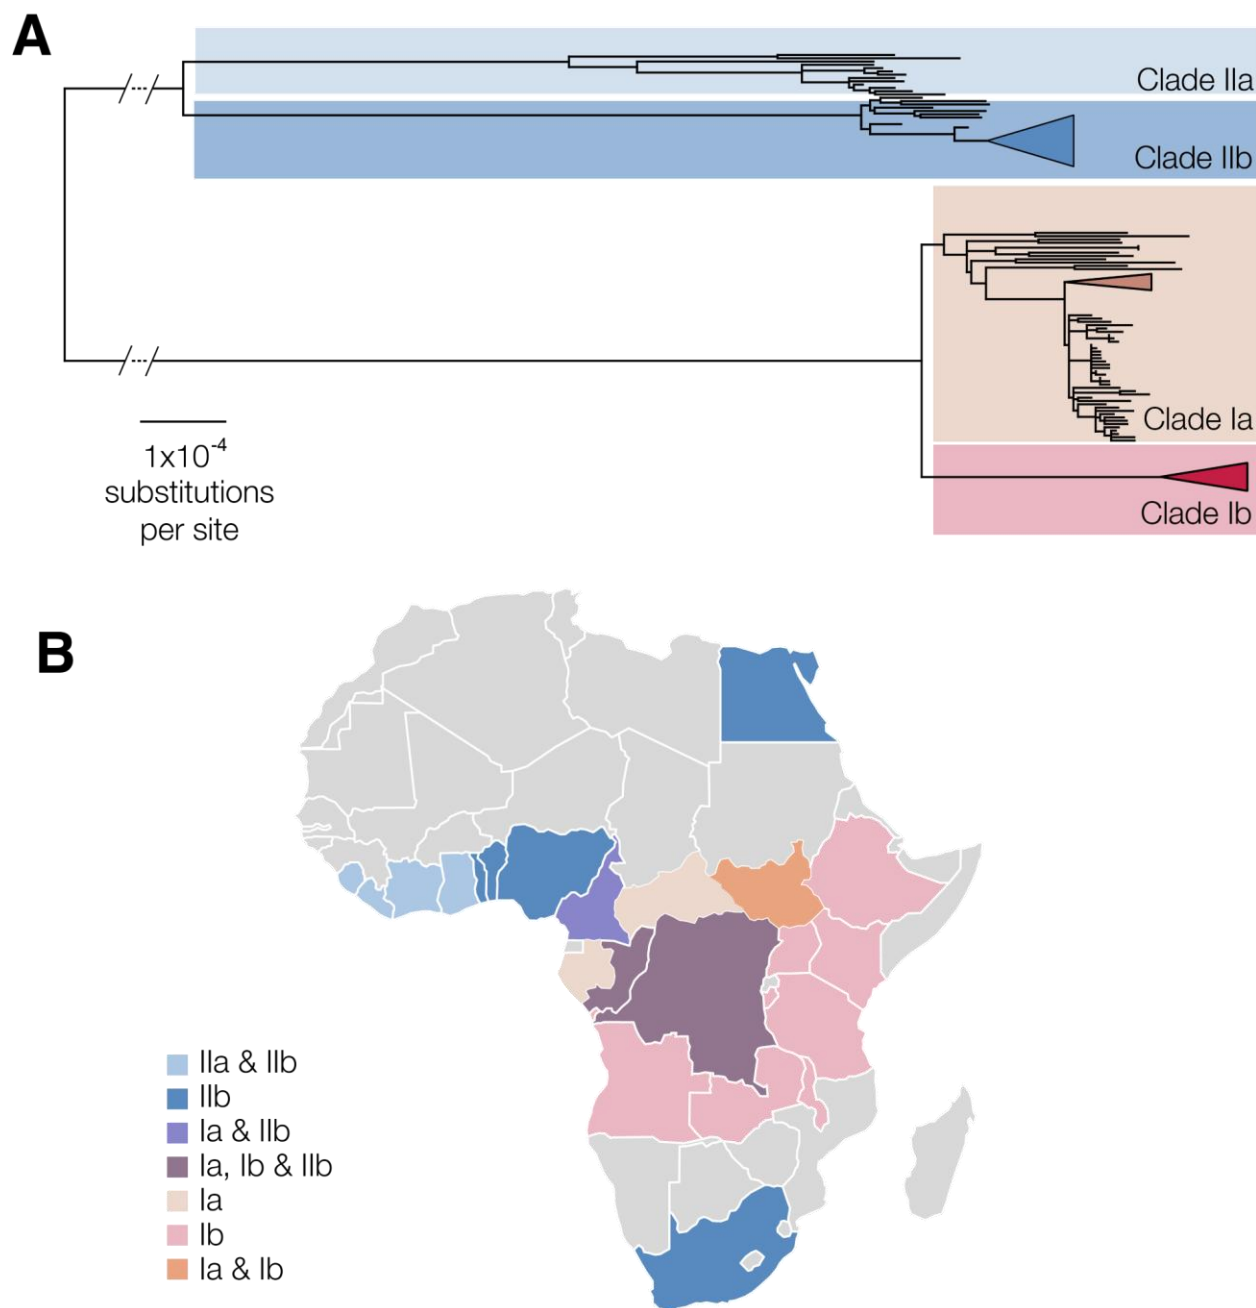 A
Clade IIa
Clade IIb
Clade Ia
Clade Ib
1x10⁻⁴
substitutions
per site
B
IIa & IIb
IIb
Ia & IIb
Ia, Ib & IIb
Ia
Ib
Ia & Ib